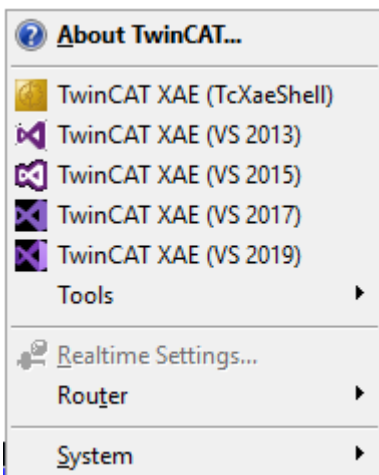 About TwinCAT...
TwinCAT XAE (TcXaeShell)
TwinCAT XAE (VS 2013)
TwinCAT XAE (VS 2015)
TwinCAT XAE (VS 2017)
TwinCAT XAE (VS 2019)
Tools
Realtime Settings...
Router
System